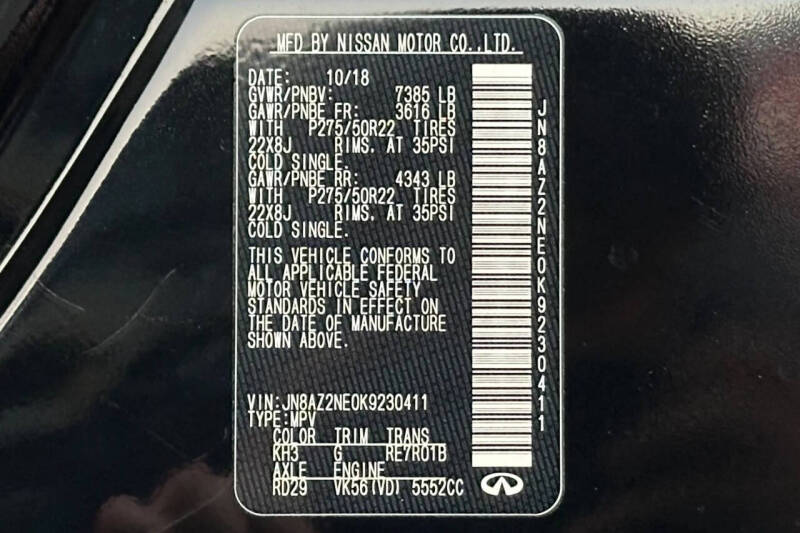 MFD BY NISSAN MOTOR CO.,LTD.
DATE: 10/18
GVWR/PNBV: 7385 LB
GAWR/PNBE FR: 3616 LB
WITH P275/50R22 TIRES
22X8J RIMS. AT 35PSI
COLD SINGLE.
GAWR/PNBE RR: 4343 LB
WITH P275/50R22 TIRES
22X8J RIMS. AT 35PSI
COLD SINGLE.
THIS VEHICLE CONFORMS TO
ALL APPLICABLE FEDERAL
MOTOR VEHICLE SAFETY
STANDARDS IN EFFECT ON
THE DATE OF MANUFACTURE
SHOWN ABOVE.
VIN:JN8AZ2NE0K9230411
TYPE:MPV
COLOR TRIM TRANS
KH3 G RE7R01B
AXLE ENGINE
RD29 VK56(VD) 5552CC
JN8AZ2NE0K9230411